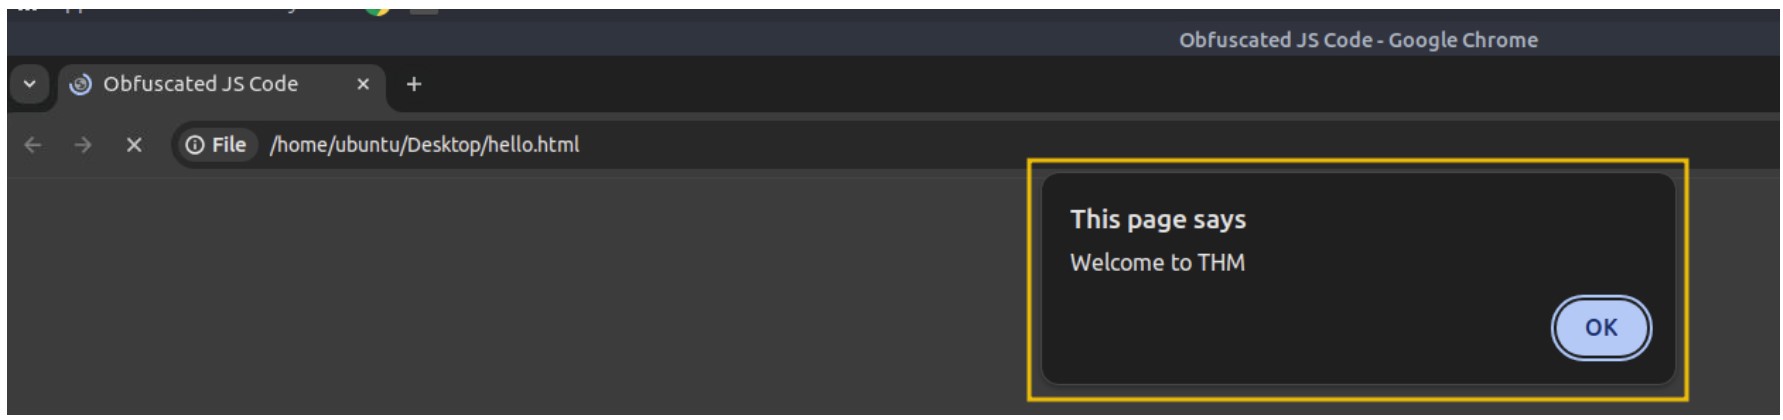 Obfuscated JS Code - Google Chrome
Obfuscated JS Code
File /home/ubuntu/Desktop/hello.html
This page says
Welcome to THM
OK